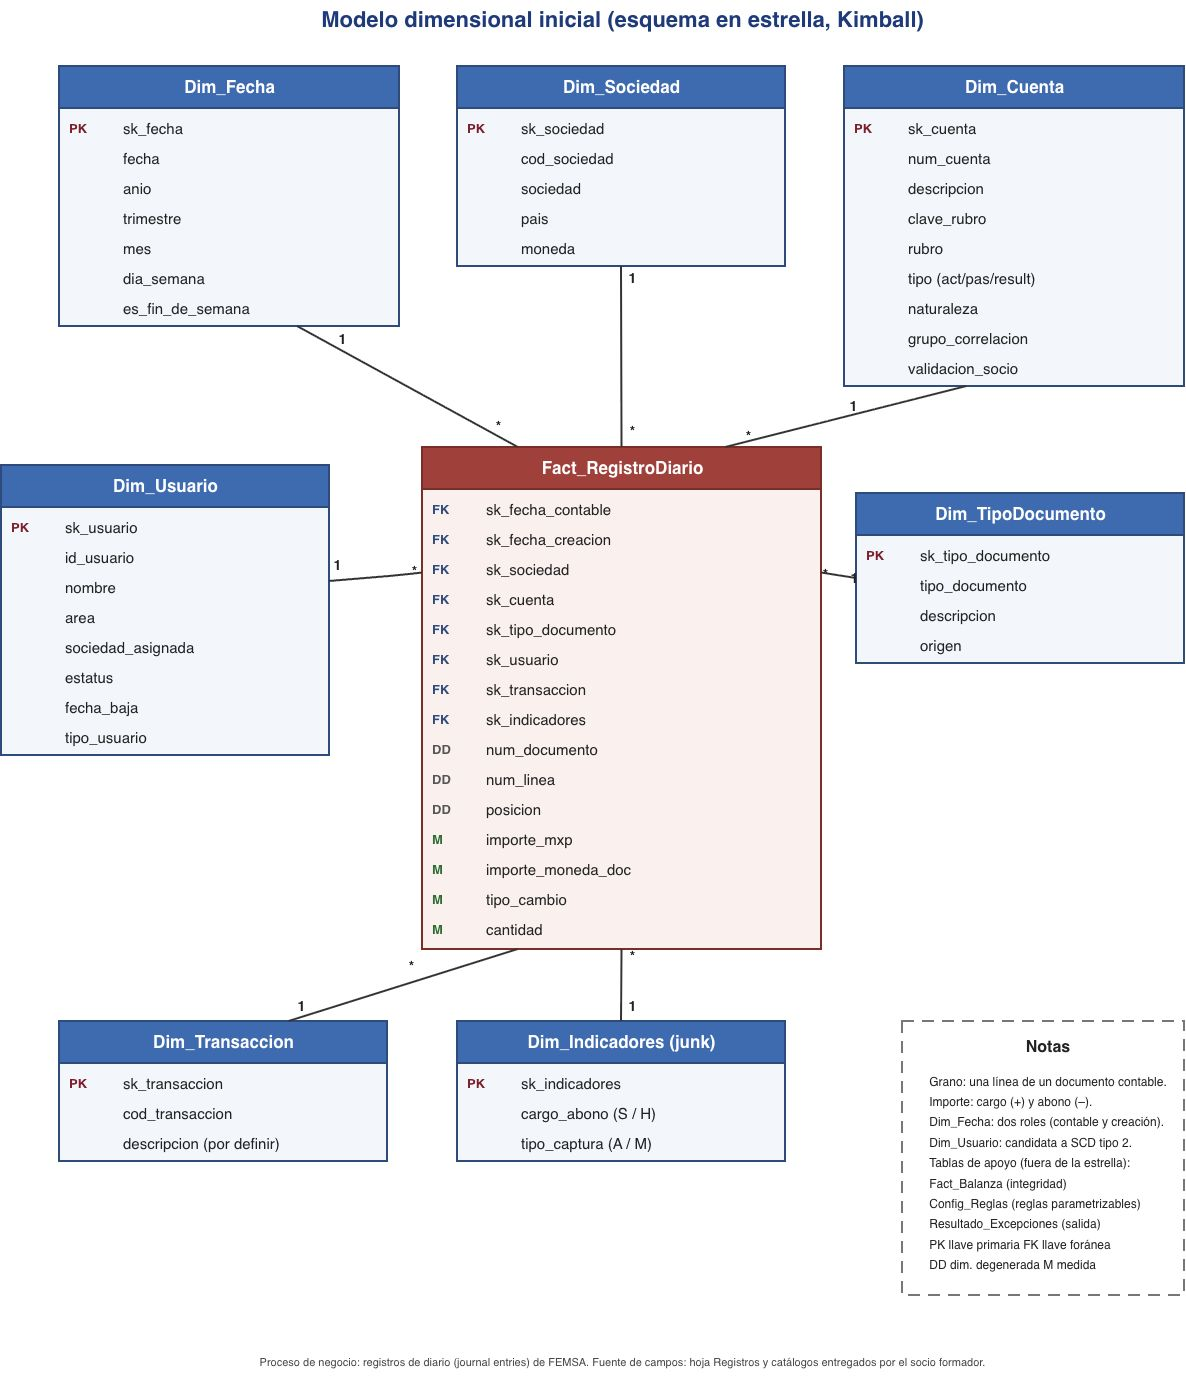 Modelo dimensional inicial (esquema en estrella, Kimball)
Dim_Fecha
PK sk_fecha
fecha
anio
trimestre
mes
dia_semana
es_fin_de_semana
Dim_Sociedad
PK sk_sociedad
cod_sociedad
sociedad
pais
moneda
Dim_Cuenta
PK sk_cuenta
num_cuenta
descripcion
clave_rubro
rubro
tipo (act/pas/result)
naturaleza
grupo_correlacion
validacion_socio
1
*
1
*
1
*
Dim_Usuario
PK sk_usuario
id_usuario
nombre
area
sociedad_asignada
estatus
fecha_baja
tipo_usuario
1
*
Fact_RegistroDiario
FK sk_fecha_contable
FK sk_fecha_creacion
FK sk_sociedad
FK sk_cuenta
FK sk_tipo_documento
FK sk_usuario
FK sk_transaccion
FK sk_indicadores
DD num_documento
DD num_linea
DD posicion
M importe_mxp
M importe_moneda_doc
M tipo_cambio
M cantidad
*
1
Dim_TipoDocumento
PK sk_tipo_documento
tipo_documento
descripcion
origen
*
1
*
1
Dim_Transaccion
PK sk_transaccion
cod_transaccion
descripcion (por definir)
Dim_Indicadores (junk)
PK sk_indicadores
cargo_abono (S / H)
tipo_captura (A / M)
Notas
Grano: una línea de un documento contable.
Importe: cargo (+) y abono (–).
Dim_Fecha: dos roles (contable y creación).
Dim_Usuario: candidata a SCD tipo 2.
Tablas de apoyo (fuera de la estrella):
Fact_Balanza (integridad)
Config_Reglas (reglas parametrizables)
Resultado_Excepciones (salida)
PK llave primaria FK llave foránea
DD dim. degenerada M medida
Proceso de negocio: registros de diario (journal entries) de FEMSA. Fuente de campos: hoja Registros y catálogos entregados por el socio formador.